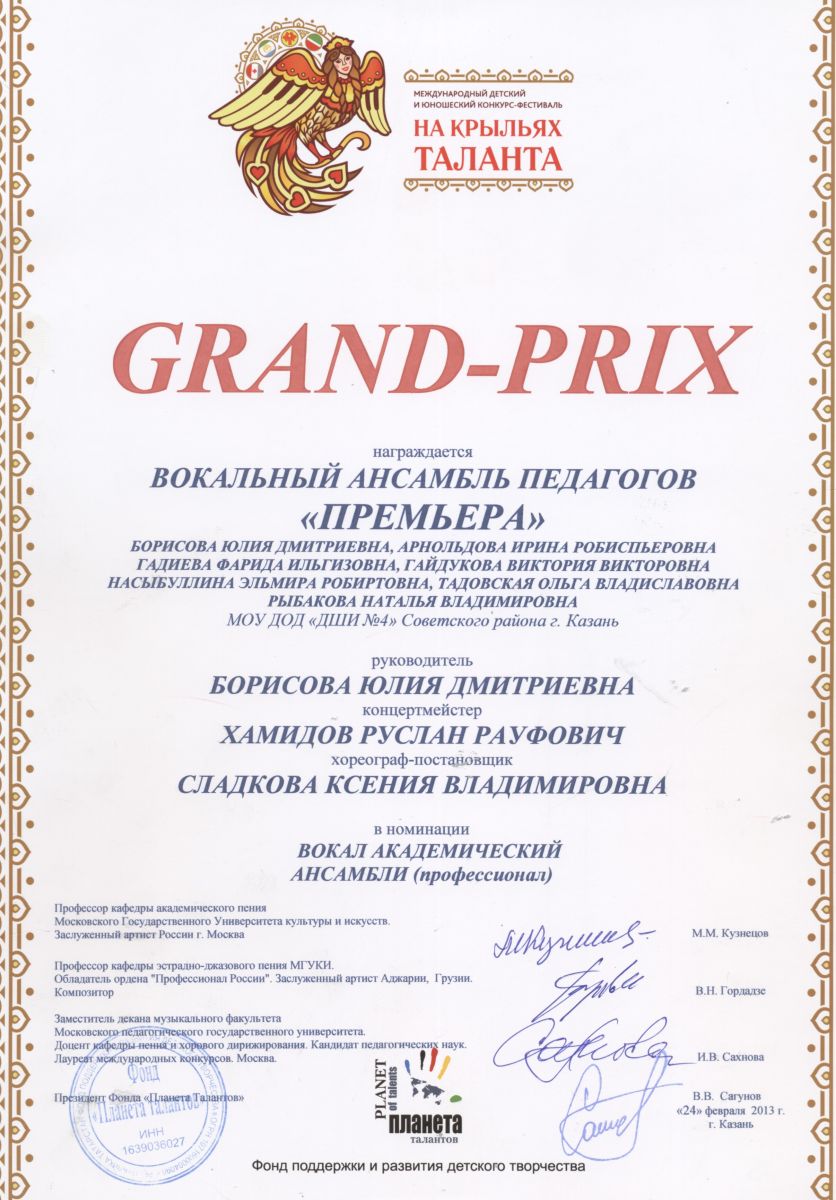 МЕЖДУНАРОДНЫЙ ДЕТСКИЙ
И ЮНОШЕСКИЙ КОНКУРС-ФЕСТИВАЛЬ
НА КРЫЛЬЯХ
ТАЛАНТА
GRAND-PRIX
награждается
ВОКАЛЬНЫЙ АНСАМБЛЬ ПЕДАГОГОВ
«ПРЕМЬЕРА»
БОРИСОВА ЮЛИЯ ДМИТРИЕВНА, АРНОЛЬДОВА ИРИНА РОБИСПЬЕРОВНА
ГАДИЕВА ФАРИДА ИЛЬГИЗОВНА, ГАЙДУКОВА ВИКТОРИЯ ВИКТОРОВНА
НАСЫБУЛЛИНА ЭЛЬМИРА РОБИРТОВНА, ТАДОВСКАЯ ОЛЬГА ВЛАДИСЛАВОВНА
РЫБАКОВА НАТАЛЬЯ ВЛАДИМИРОВНА
МОУ ДОД «ДШИ №4» Советского района г. Казань
руководитель
БОРИСОВА ЮЛИЯ ДМИТРИЕВНА
концертмейстер
ХАМИДОВ РУСЛАН РАУФОВИЧ
хореограф-постановщик
СЛАДКОВА КСЕНИЯ ВЛАДИМИРОВНА
в номинации
ВОКАЛ АКАДЕМИЧЕСКИЙ
АНСАМБЛИ (профессионал)
Профессор кафедры академического пения
Московского Государственного Университета культуры и искусств.
Заслуженный артист России г. Москва
М.М. Кузнецов
Профессор кафедры эстрадно-джазового пения МГУКИ.
Обладатель ордена "Профессионал России". Заслуженный артист Аджарии, Грузии.
Композитор
В.Н. Гордадзе
Заместитель декана музыкального факультета
Московского педагогического государственного университета.
Доцент кафедры пения и хорового дирижирования. Кандидат педагогических наук.
Лауреат международных конкурсов. Москва.
И.В. Сахнова
Президент Фонда «Планета Талантов»
В.В. Сагунов
«24» февраля 2013 г.
г. Казань
Фонд
«Планета Талантов»
ИНН
1639036027
PLANET
of talents
планета
талантов
Фонд поддержки и развития детского творчества